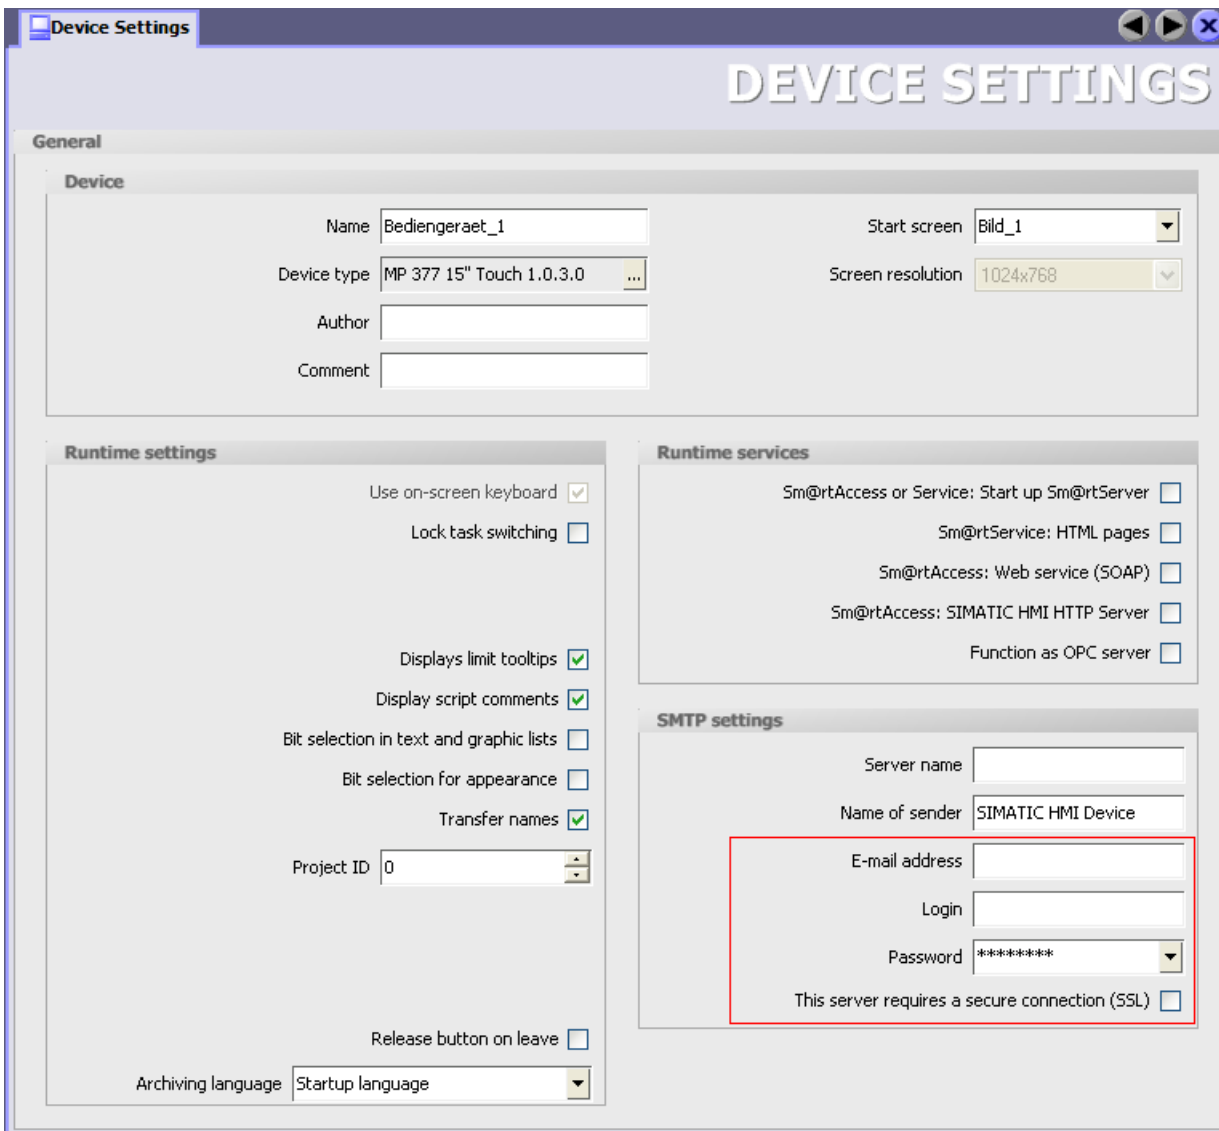 Device Settings
DEVICE SETTINGS
General
Device
Name Bediengeraet_1
Start screen Bild_1
Device type MP 377 15" Touch 1.0.3.0 ...
Screen resolution 1024x768
Author
Comment
Runtime settings
Use on-screen keyboard
Lock task switching
Displays limit tooltips
Display script comments
Bit selection in text and graphic lists
Bit selection for appearance
Transfer names
Project ID 0
Release button on leave
Archiving language Startup language
Runtime services
Sm@rtAccess or Service: Start up Sm@rtServer
Sm@rtService: HTML pages
Sm@rtAccess: Web service (SOAP)
Sm@rtAccess: SIMATIC HMI HTTP Server
Function as OPC server
SMTP settings
Server name
Name of sender SIMATIC HMI Device
E-mail address
Login
Password ********
This server requires a secure connection (SSL)